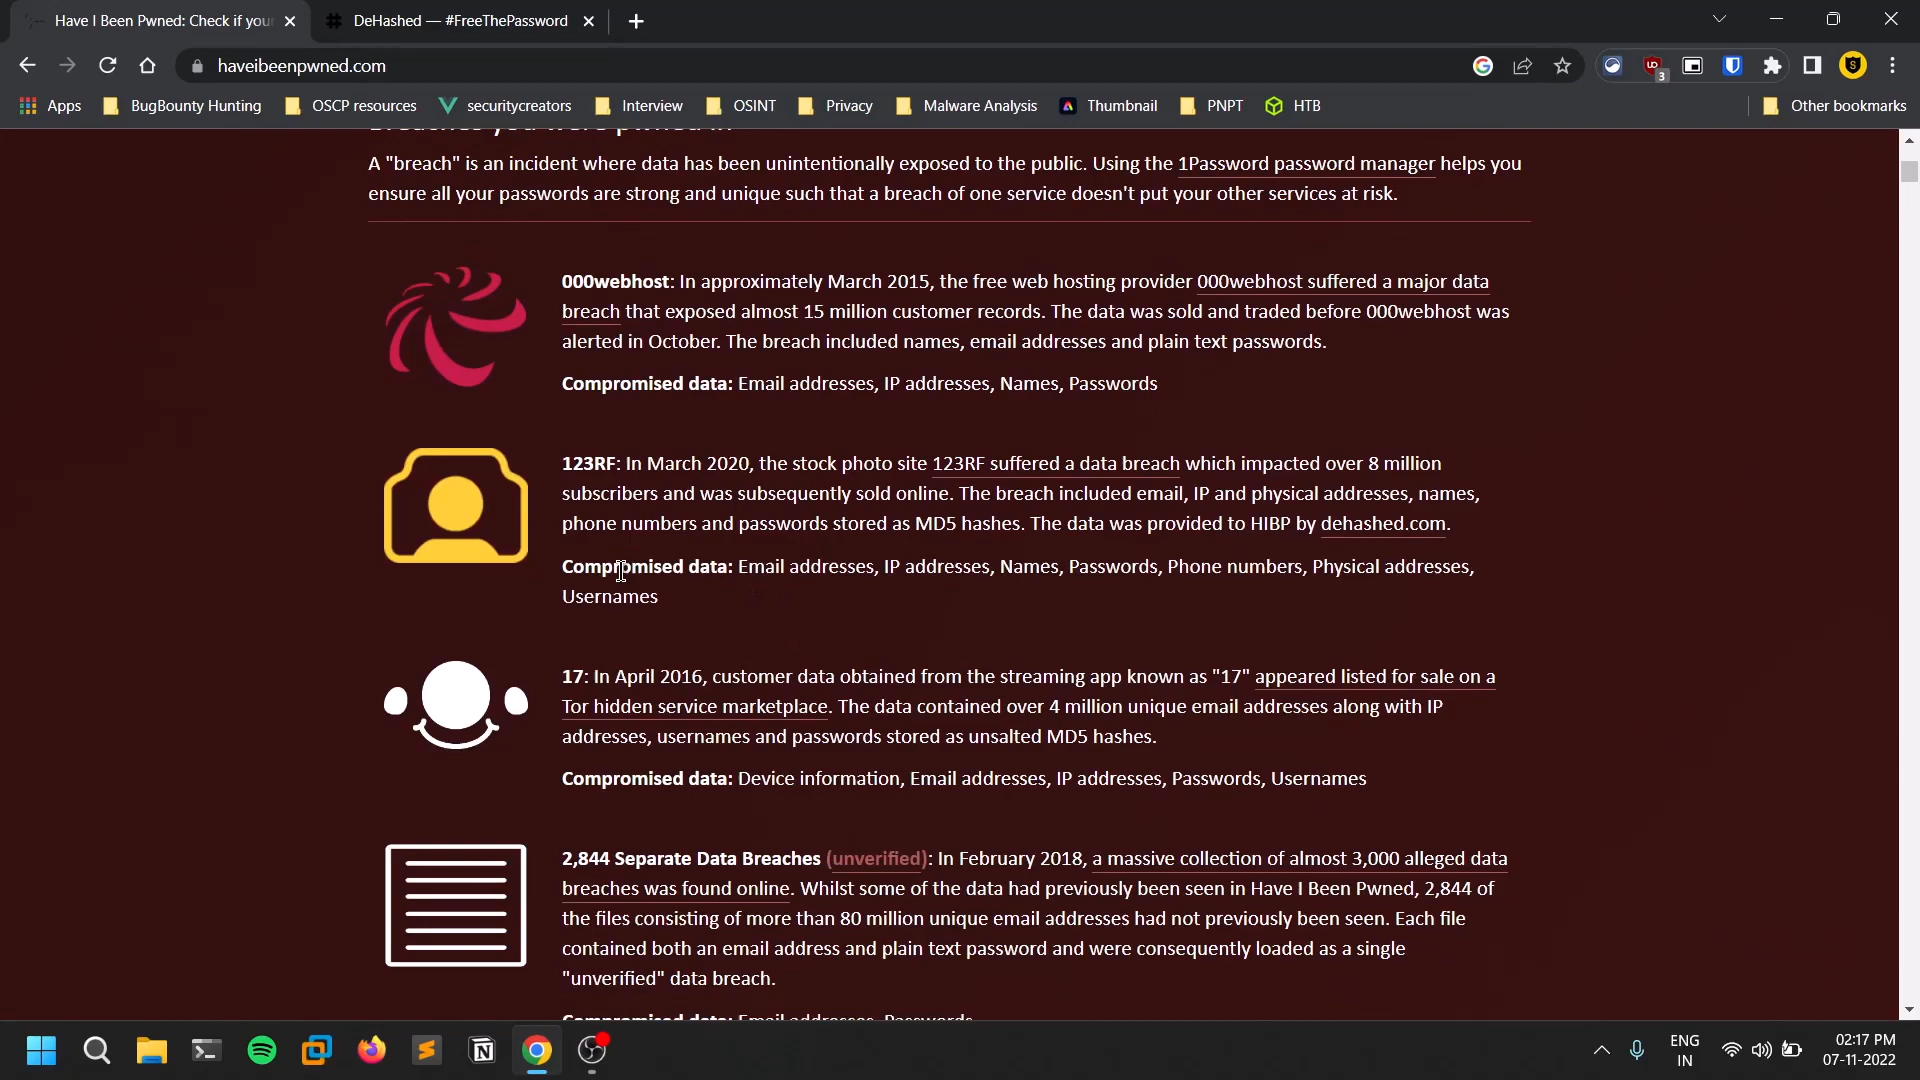 Have I Been Pwned: Check if your
DeHashed — #FreeThePassword
haveibeenpwned.com
3
S
Apps
BugBounty Hunting
OSCP resources
securitycreators
Interview
OSINT
Privacy
Malware Analysis
Thumbnail
PNPT
HTB
Other bookmarks
Breaches you were pwned in
A "breach" is an incident where data has been unintentionally exposed to the public. Using the 1Password password manager helps you
ensure all your passwords are strong and unique such that a breach of one service doesn't put your other services at risk.
000webhost: In approximately March 2015, the free web hosting provider 000webhost suffered a major data
breach that exposed almost 15 million customer records. The data was sold and traded before 000webhost was
alerted in October. The breach included names, email addresses and plain text passwords.
Compromised data: Email addresses, IP addresses, Names, Passwords
123RF: In March 2020, the stock photo site 123RF suffered a data breach which impacted over 8 million
subscribers and was subsequently sold online. The breach included email, IP and physical addresses, names,
phone numbers and passwords stored as MD5 hashes. The data was provided to HIBP by dehashed.com.
Compromised data: Email addresses, IP addresses, Names, Passwords, Phone numbers, Physical addresses,
Usernames
17: In April 2016, customer data obtained from the streaming app known as "17" appeared listed for sale on a
Tor hidden service marketplace. The data contained over 4 million unique email addresses along with IP
addresses, usernames and passwords stored as unsalted MD5 hashes.
Compromised data: Device information, Email addresses, IP addresses, Passwords, Usernames
2,844 Separate Data Breaches (unverified): In February 2018, a massive collection of almost 3,000 alleged data
breaches was found online. Whilst some of the data had previously been seen in Have I Been Pwned, 2,844 of
the files consisting of more than 80 million unique email addresses had not previously been seen. Each file
contained both an email address and plain text password and were consequently loaded as a single
"unverified" data breach.
Compromised data: Email addresses, Passwords
ENG
IN
02:17 PM
07-11-2022